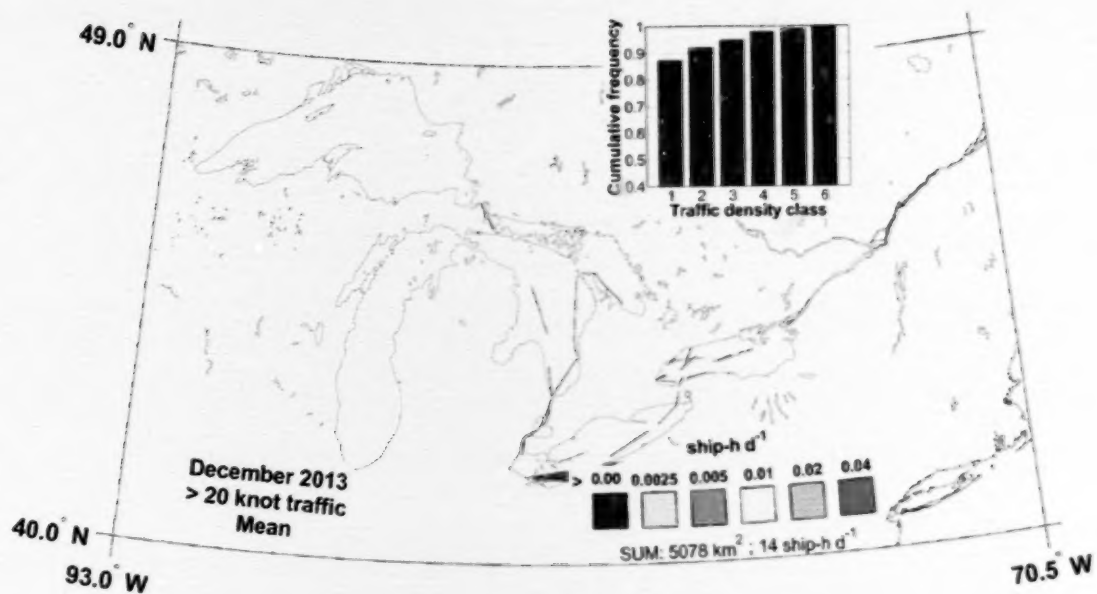 49.0° N
Cumulative frequency
1
0.9
0.8
0.7
0.6
0.5
0.4
1 2 3 4 5 6
Traffic density class
December 2013
> 20 knot traffic
Mean
ship-h d⁻¹
> 0.00 0.0025 0.005 0.01 0.02 0.04
SUM: 5078 km² ; 14 ship-h d⁻¹
40.0° N
93.0° W
70.5° W